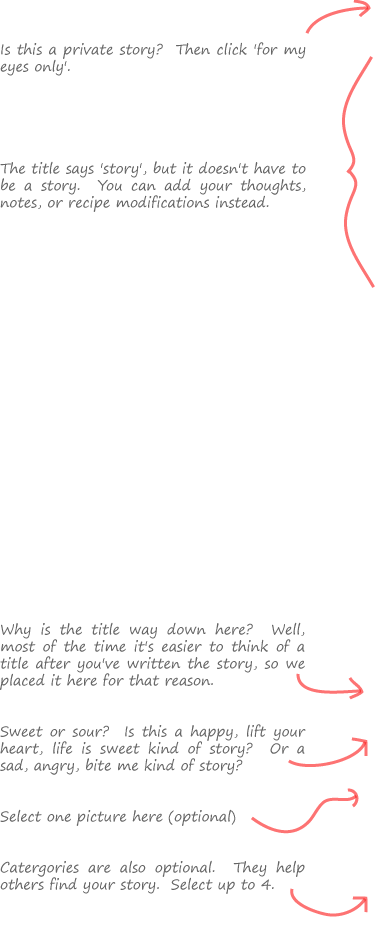 Is this a private story? Then click 'for my
eyes only'.
The title says 'story', but it doesn't have to
be a story. You can add your thoughts,
notes, or recipe modifications instead.
Why is the title way down here? Well,
most of the time it's easier to think of a
title after you've written the story, so we
placed it here for that reason.
Sweet or sour? Is this a happy, lift your
heart, life is sweet kind of story? Or a
sad, angry, bite me kind of story?
Select one picture here (optional)
Catergories are also optional. They help
others find your story. Select up to 4.